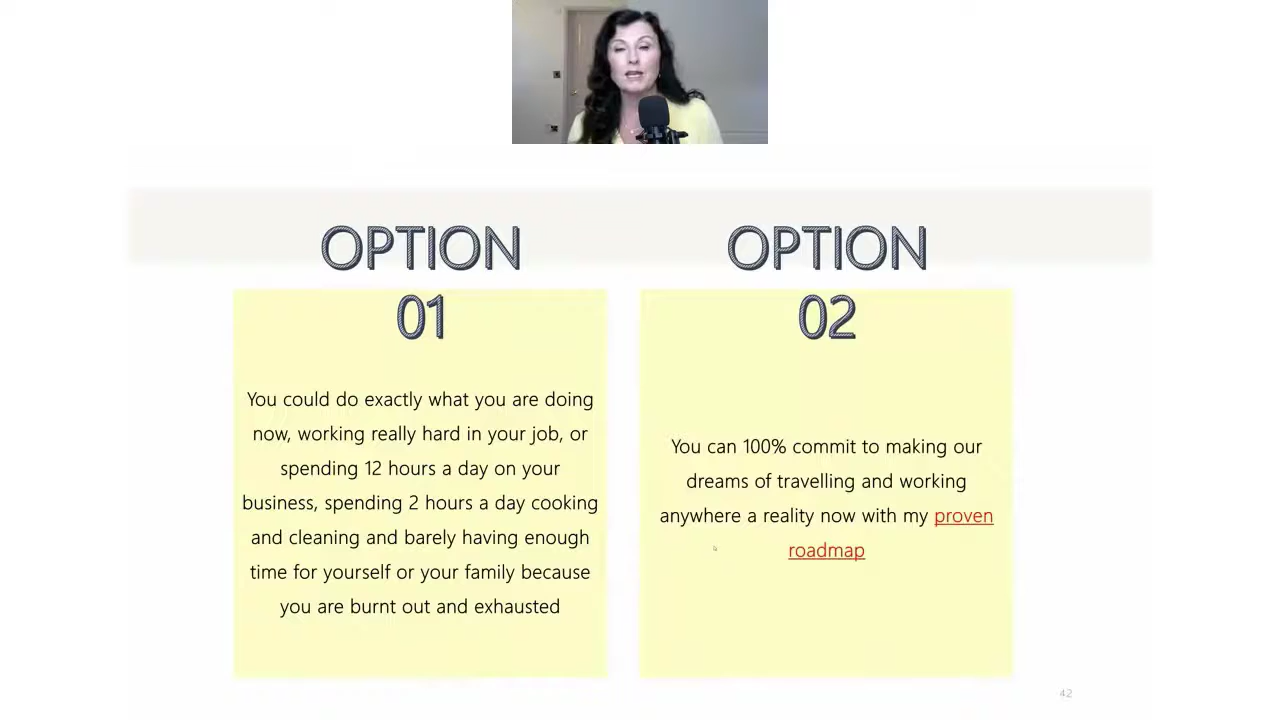 OPTION
01
You could do exactly what you are doing
now, working really hard in your job, or
spending 12 hours a day on your
business, spending 2 hours a day cooking
and cleaning and barely having enough
time for yourself or your family because
you are burnt out and exhausted
OPTION
02
You can 100% commit to making our
dreams of travelling and working
anywhere a reality now with my proven
roadmap
42